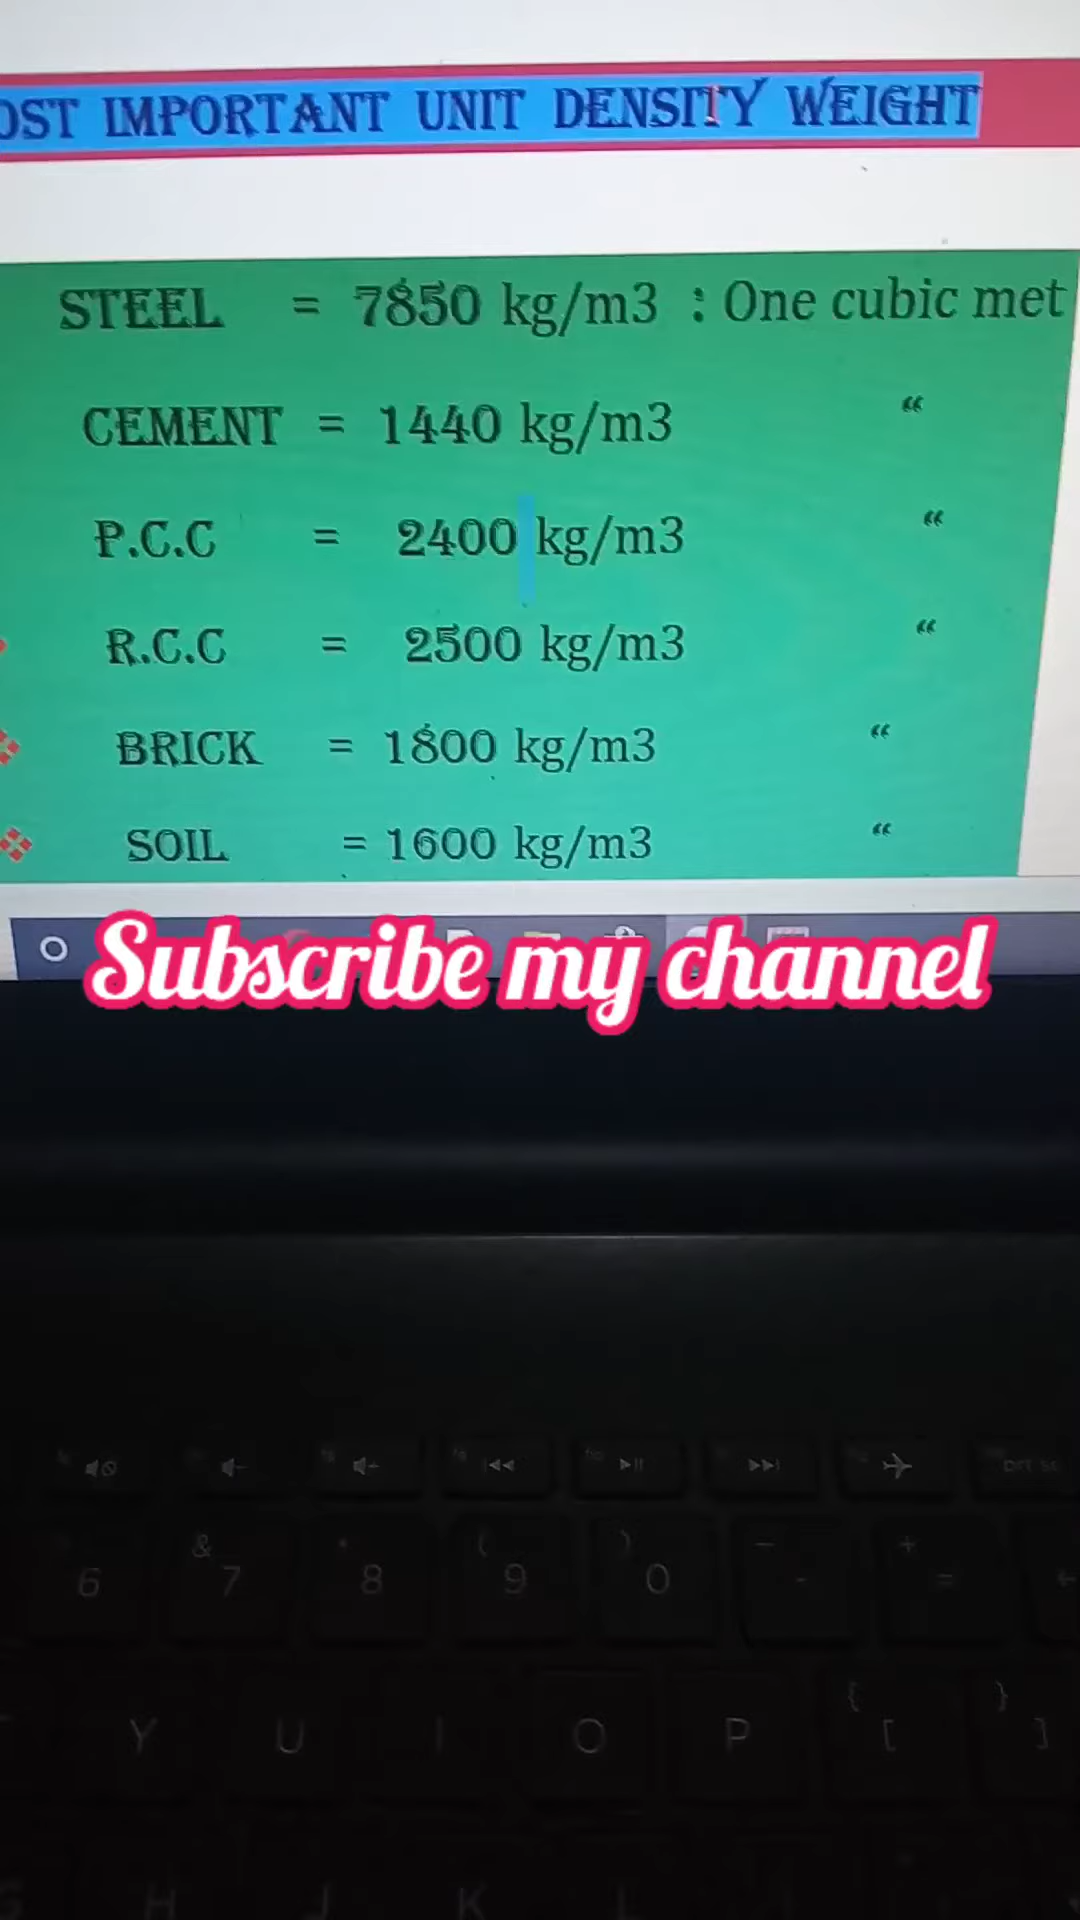 OST IMPORTANT UNIT DENSITY WEIGHT
STEEL = 7850 kg/m3 : One cubic met
CEMENT = 1440 kg/m3 “
P.C.C = 2400 kg/m3 “
R.C.C = 2500 kg/m3 “
BRICK = 1800 kg/m3 “
SOIL = 1600 kg/m3 “
Subscribe my channel
& ( ) — +
6 7 8 9 0 - =
{ }
Y U I O P [ ]
H J K L